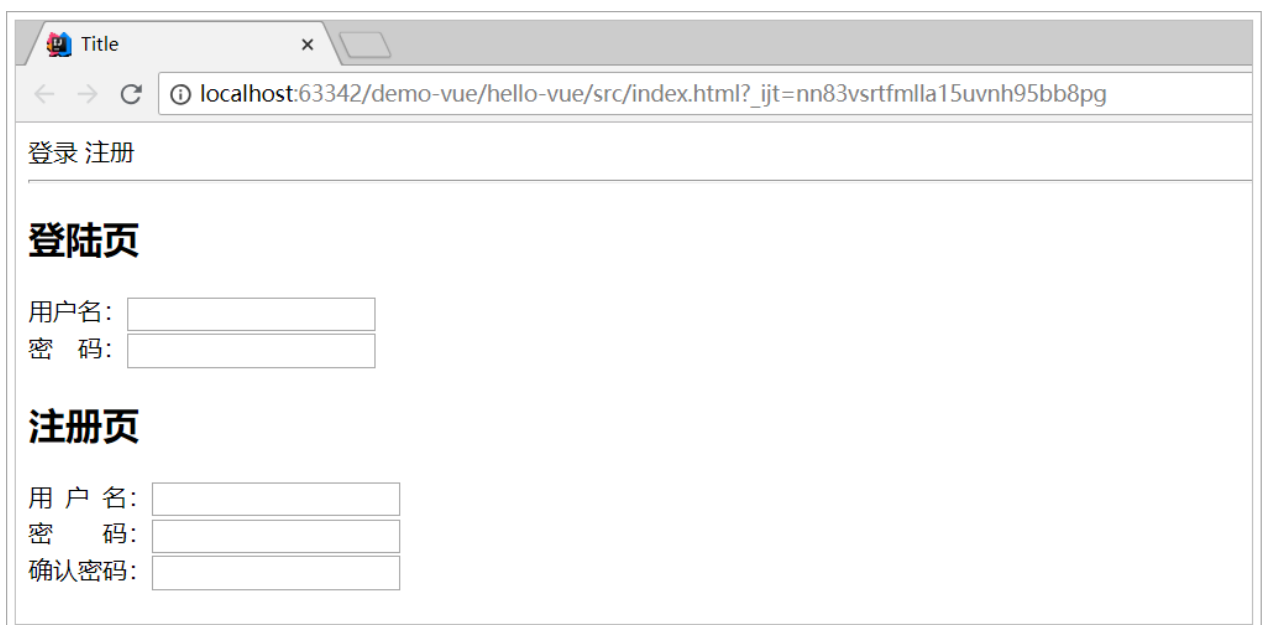 Title
localhost:63342/demo-vue/hello-vue/src/index.html?_ijt=nn83vsrtfmlla15uvnh95bb8pg
登录 注册
登陆页
用户名：
密 码：
注册页
用 户 名：
密 码：
确认密码：